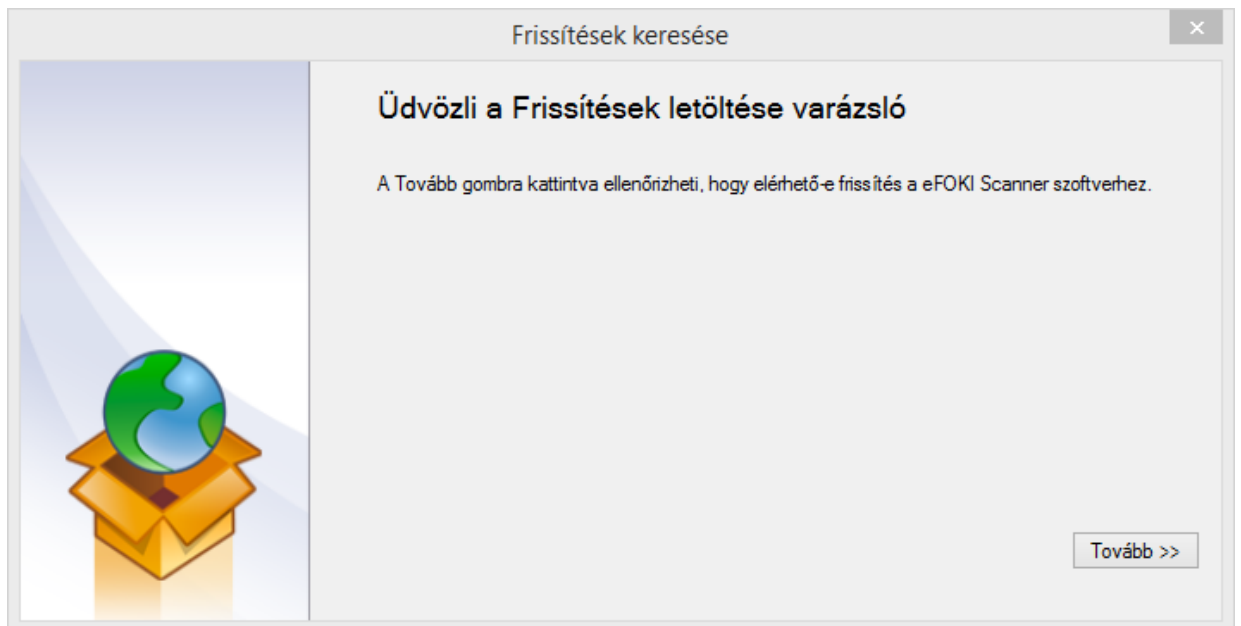 Frissítések keresése
Üdvözli a Frissítések letöltése varázsló
A Tovább gombra kattintva ellenőrizheti, hogy elérhető-e frissítés a eFOKI Scanner szoftverhez.
Tovább >>